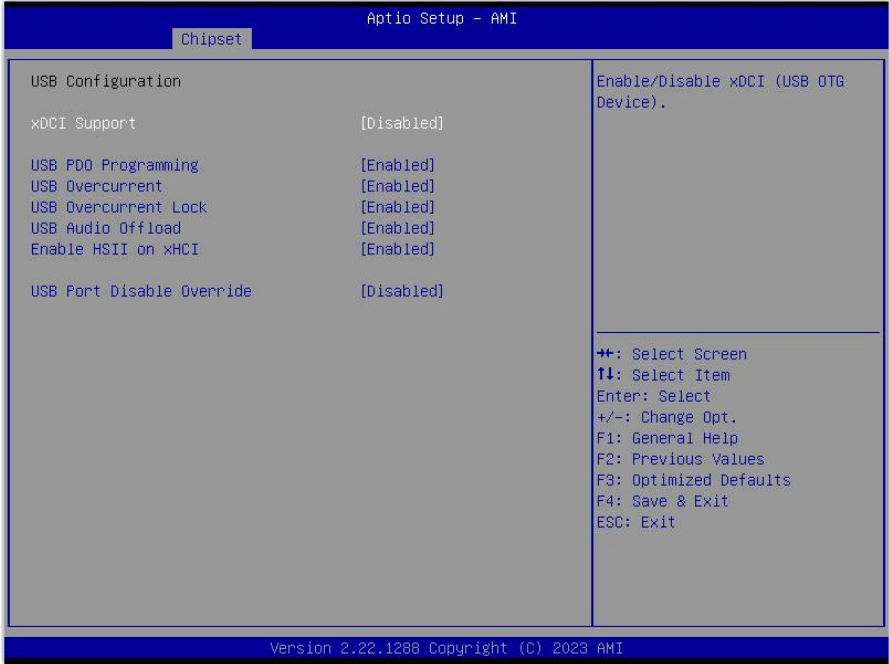 Aptio Setup – AMI
Chipset
USB Configuration
xDCI Support [Disabled]
USB PDO Programming [Enabled]
USB Overcurrent [Enabled]
USB Overcurrent Lock [Enabled]
USB Audio Offload [Enabled]
Enable HSII on xHCI [Enabled]
USB Port Disable Override [Disabled]
Enable/Disable xDCI (USB OTG
Device).
→←: Select Screen
↑↓: Select Item
Enter: Select
+/-: Change Opt.
F1: General Help
F2: Previous Values
F3: Optimized Defaults
F4: Save & Exit
ESC: Exit
Version 2.22.1288 Copyright (C) 2023 AMI